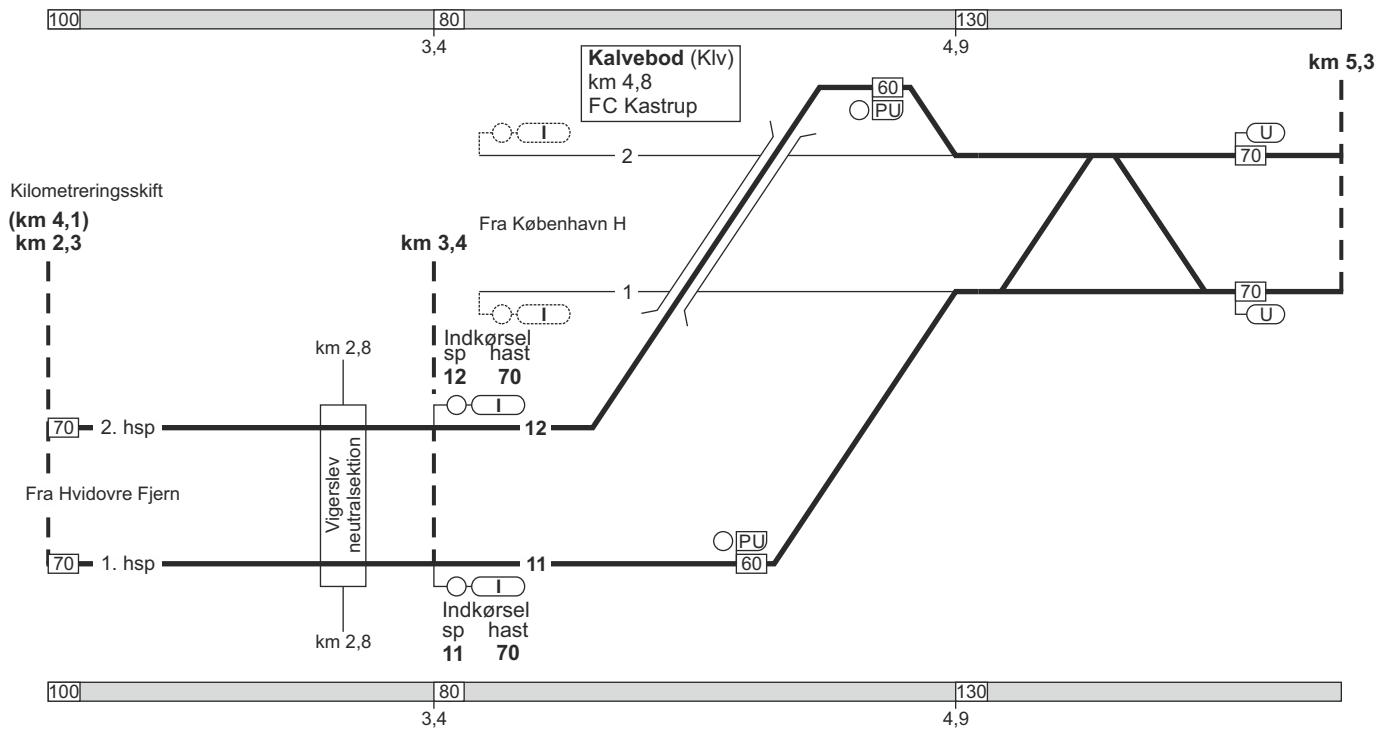 100
80
130
3,4
4,9
Kalvebod (Klv)
km 4,8
FC Kastrup
km 5,3
60
PU
I
U
2
70
Kilometreringsskift
(km 4,1)
km 2,3
km 3,4
Fra København H
1
70
I
U
km 2,8
Indkørsel
sp hast
12 70
I
70 2. hsp
12
Fra Hvidovre Fjern
Vigerslev
neutralsektion
PU
70 1. hsp
11
60
I
Indkørsel
sp hast
11 70
km 2,8
100
80
130
3,4
4,9